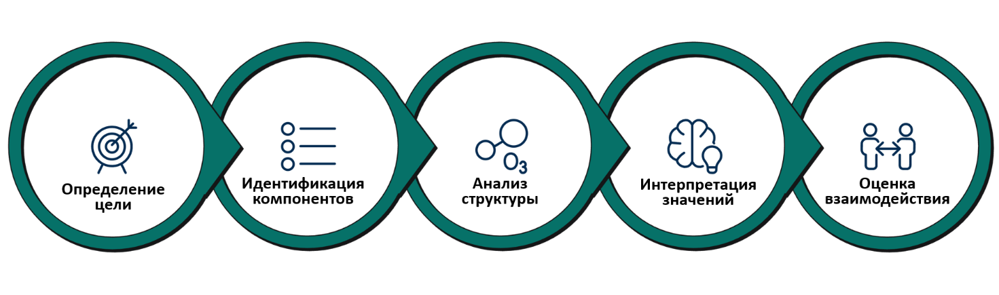 Определение
цели
Идентификация
компонентов
O3
Анализ
структуры
Интерпретация
значений
Оценка
взаимодействия